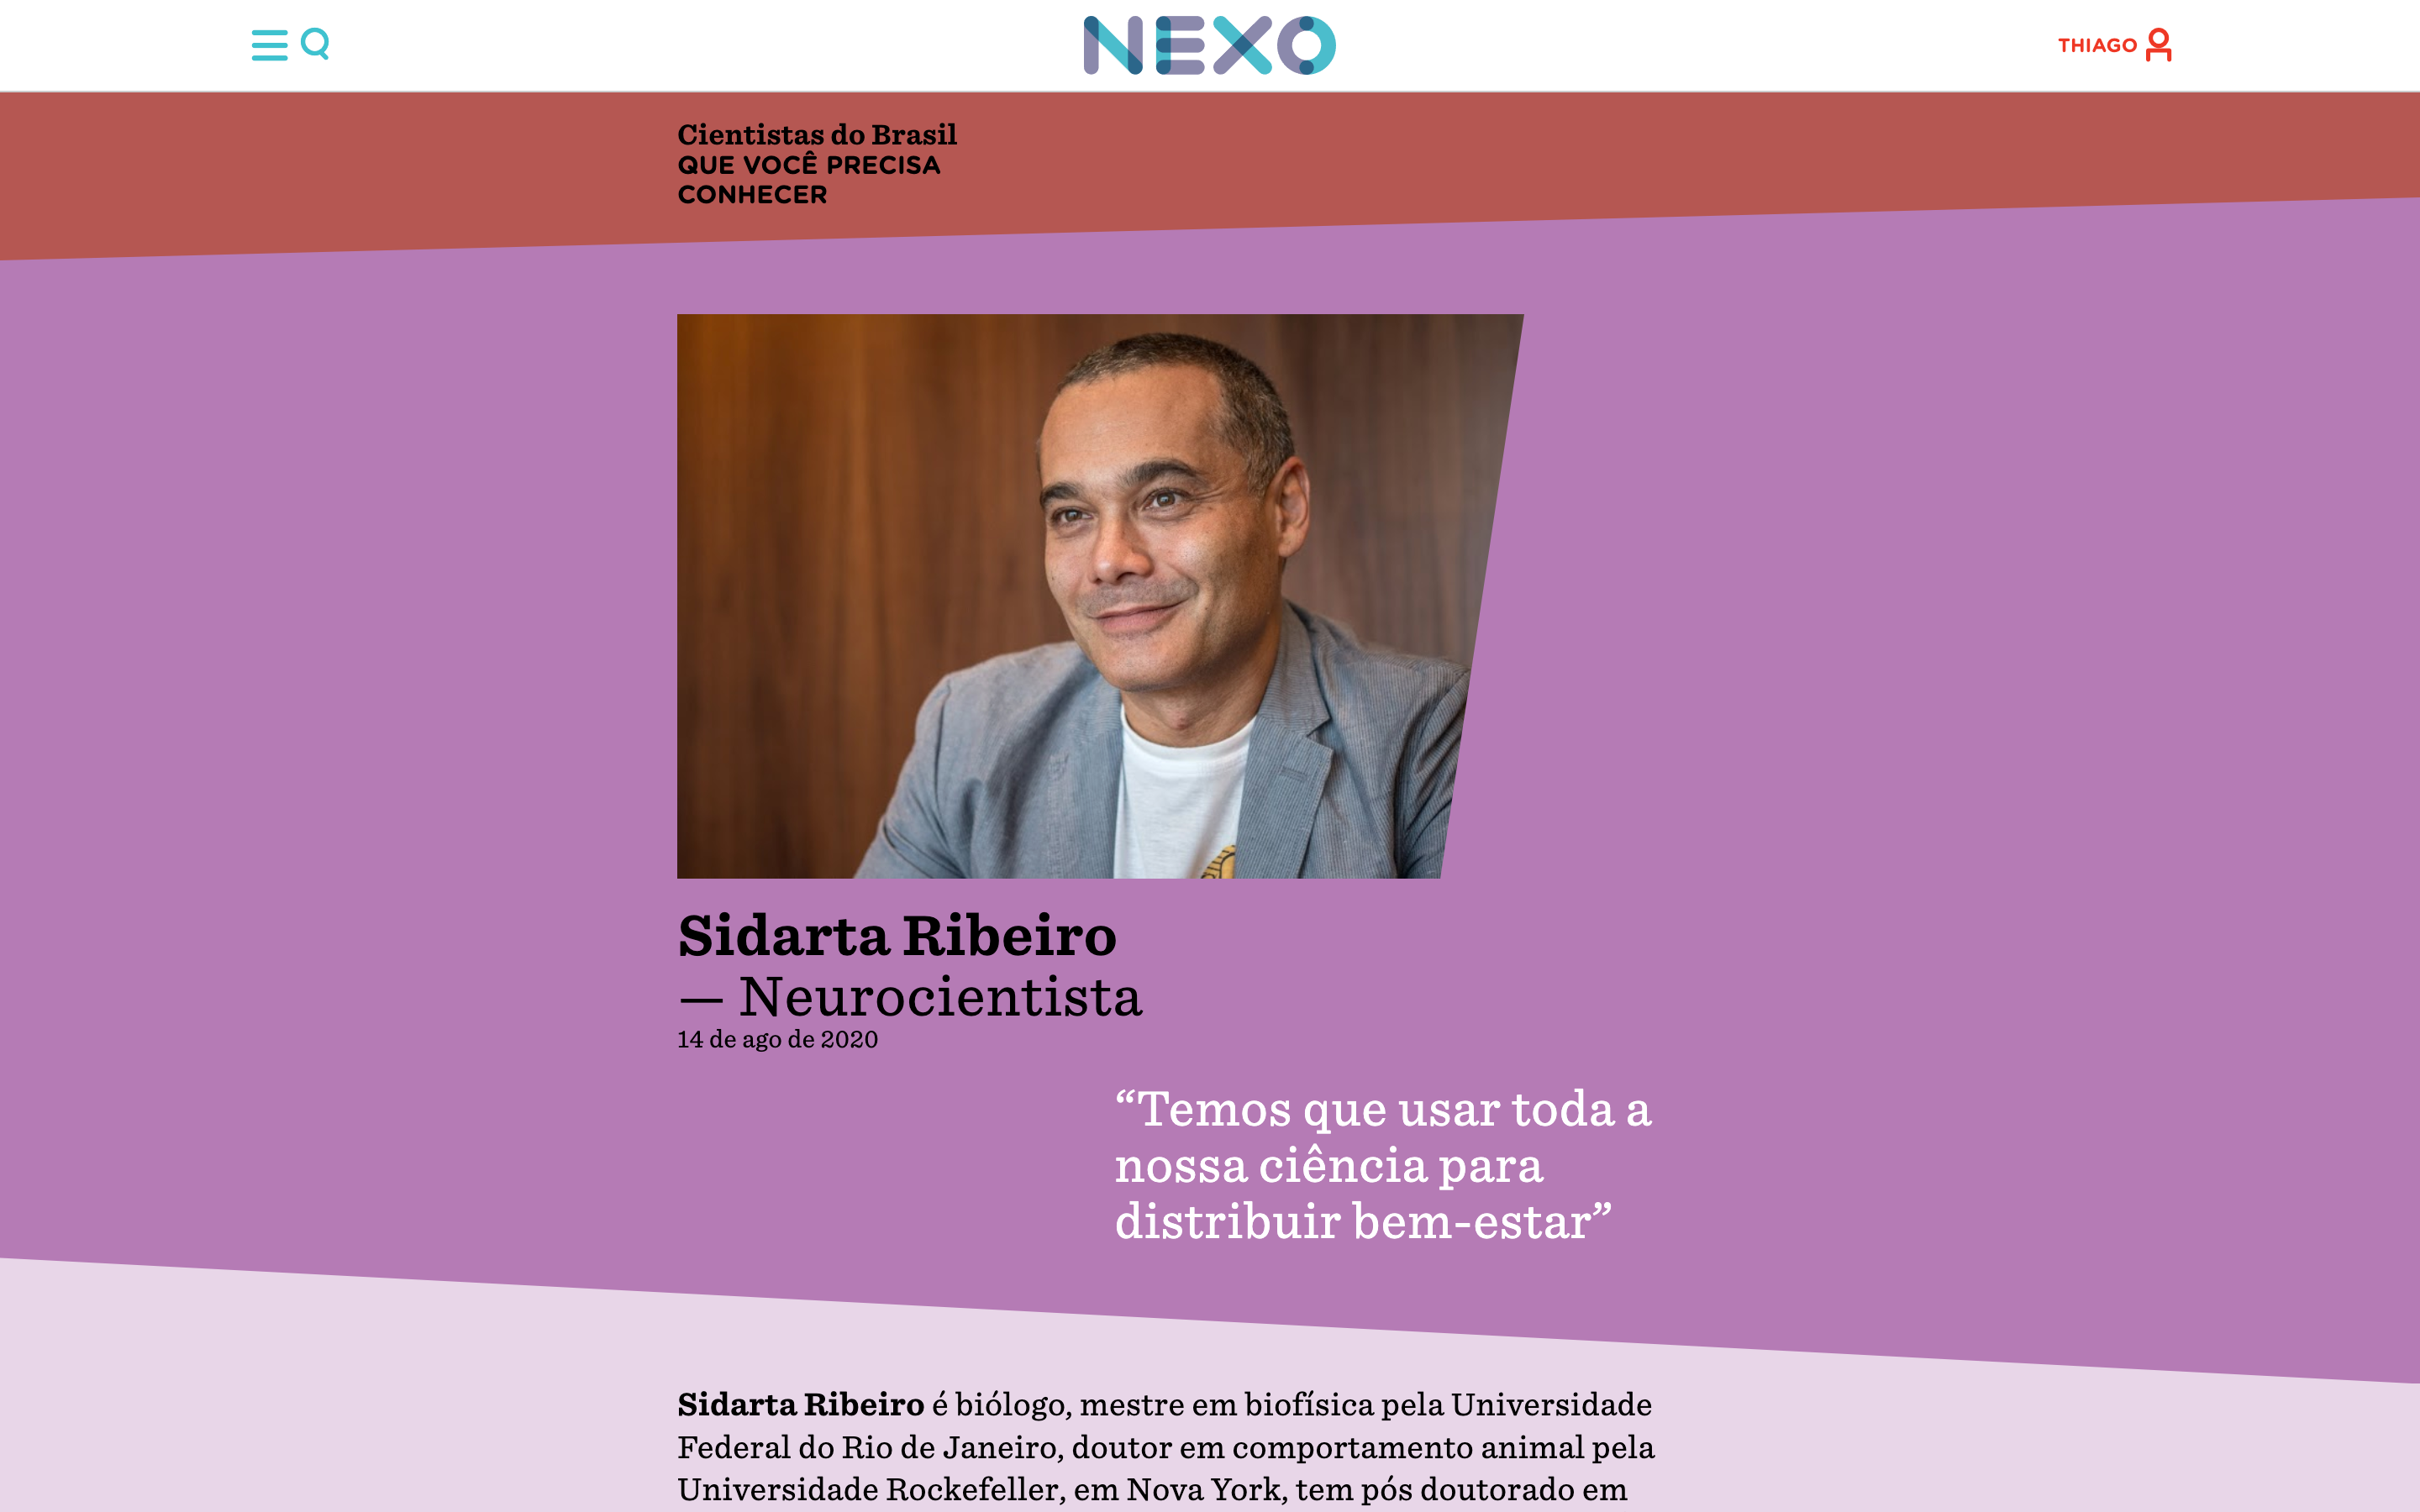 NEXO
THIAGO
Cientistas do Brasil
QUE VOCÊ PRECISA
CONHECER
Sidarta Ribeiro
— Neurocientista
14 de ago de 2020
“Temos que usar toda a
nossa ciência para
distribuir bem-estar”
Sidarta Ribeiro é biólogo, mestre em biofísica pela Universidade
Federal do Rio de Janeiro, doutor em comportamento animal pela
Universidade Rockefeller, em Nova York, tem pós doutorado em